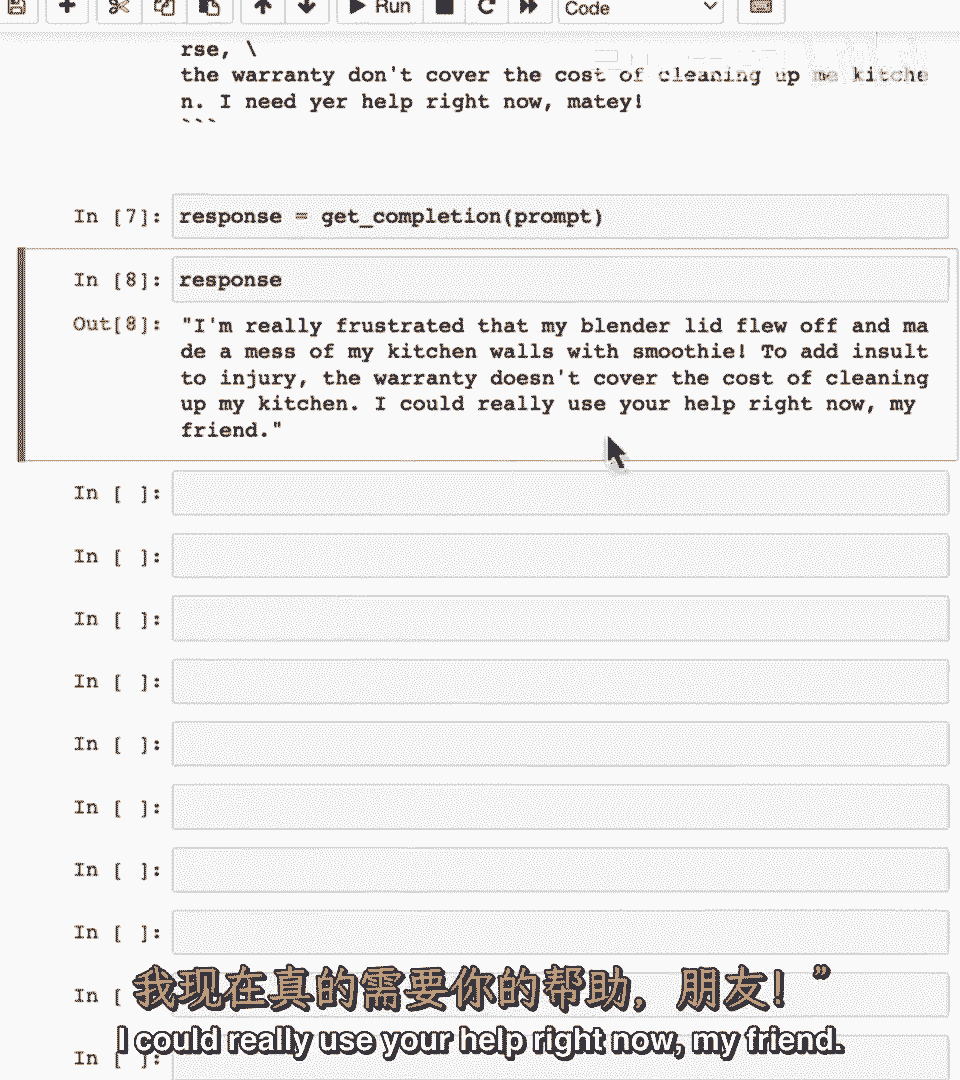 Run
Code
rse, \
the warranty don't cover the cost of cleaning up me kitche
n. I need yer help right now, matey!
```
In [7]: response = get_completion(prompt)
In [8]: response
Out[8]: "I'm really frustrated that my blender lid flew off and ma
de a mess of my kitchen walls with smoothie! To add insult
to injury, the warranty doesn't cover the cost of cleaning
up my kitchen. I could really use your help right now, my
friend."
In [ ]:
In [ ]:
In [ ]:
In [ ]:
In [ ]:
In [ ]:
In [ ]:
In [ ]:
In [
我现在真的需要你的帮助，朋友！”
I could really use your help right now, my friend.
In [ ]: